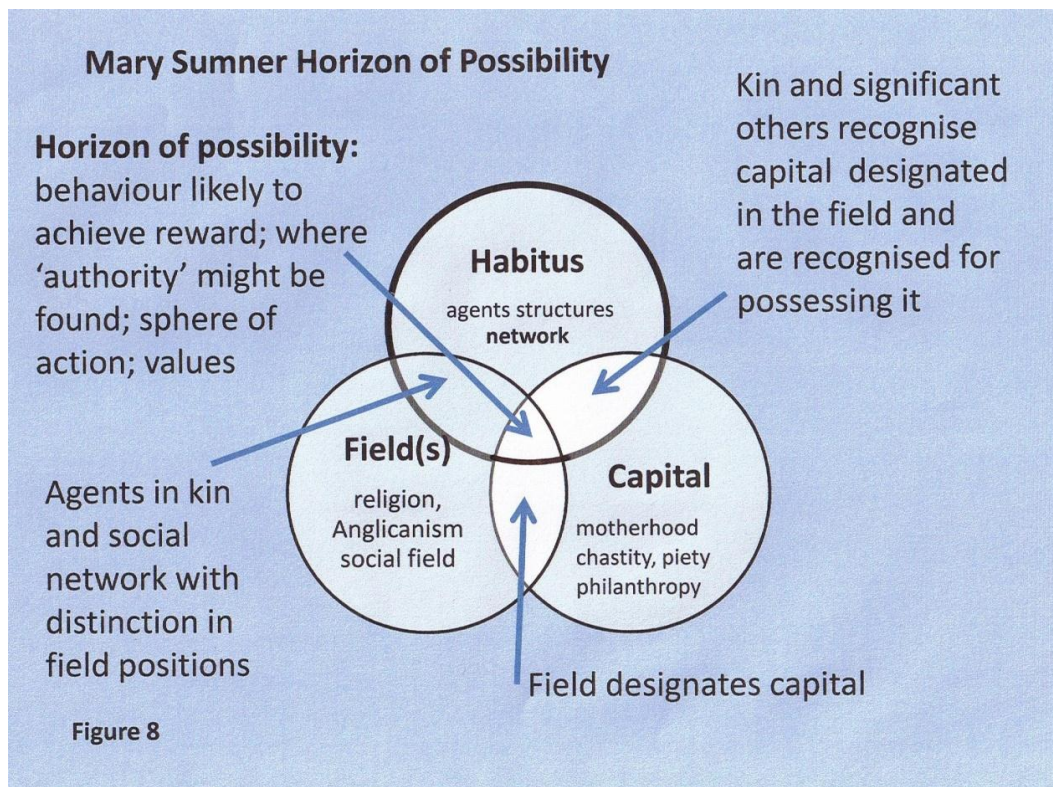 Mary Sumner Horizon of Possibility
Horizon of possibility:
behaviour likely to
achieve reward; where
‘authority’ might be
found; sphere of
action; values
Kin and significant
others recognise
capital designated
in the field and
are recognised for
possessing it
Habitus
agents structures
network
Field(s)
religion,
Anglicanism
social field
Capital
motherhood
chastity, piety
philanthropy
Agents in kin
and social
network with
distinction in
field positions
Field designates capital
Figure 8